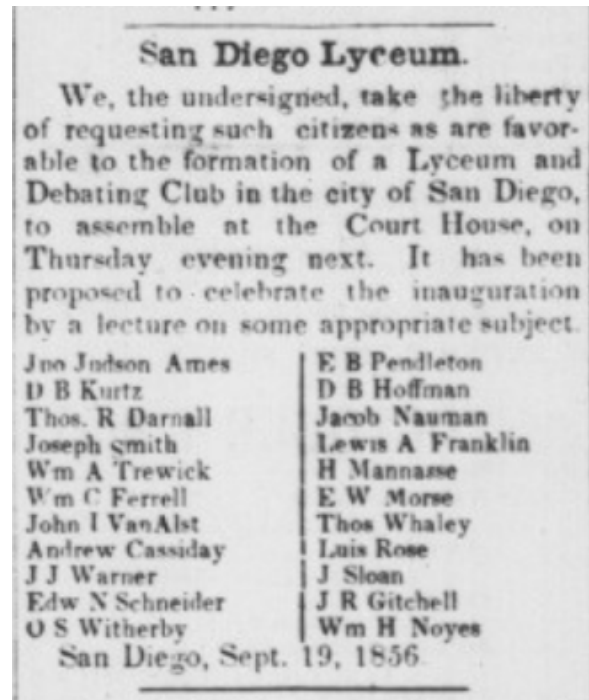 San Diego Lyceum.
We, the undersigned, take the liberty
of requesting such citizens as are favor-
able to the formation of a Lyceum and
Debating Club in the city of San Diego,
to assemble at the Court House, on
Thursday evening next. It has been
proposed to celebrate the inauguration
by a lecture on some appropriate subject.
Jno Judson Ames
D B Kurtz
Thos. R Darnall
Joseph Smith
Wm A Trewick
Wm C Ferrell
John I VanAlst
Andrew Cassiday
J J Warner
Edw N Schneider
O S Witherby
E B Pendleton
D B Hoffman
Jacob Nauman
Lewis A Franklin
H Mannasse
E W Morse
Thos Whaley
Luis Rose
J Sloan
J R Gitchell
Wm H Noyes
San Diego, Sept. 19, 1856